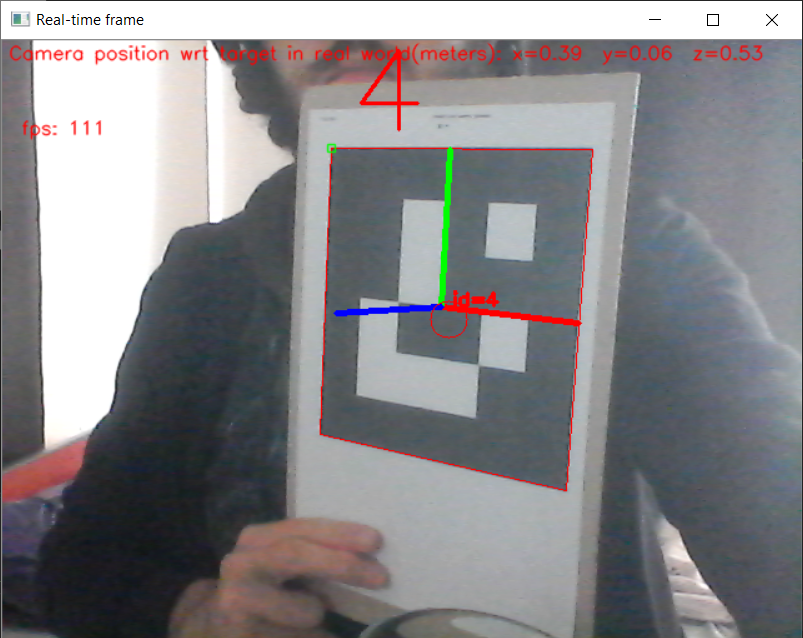 Real-time frame
Camera position wrt target in real world(meters): x=0.39 y=0.06 z=0.53
4
fps: 111
id=4